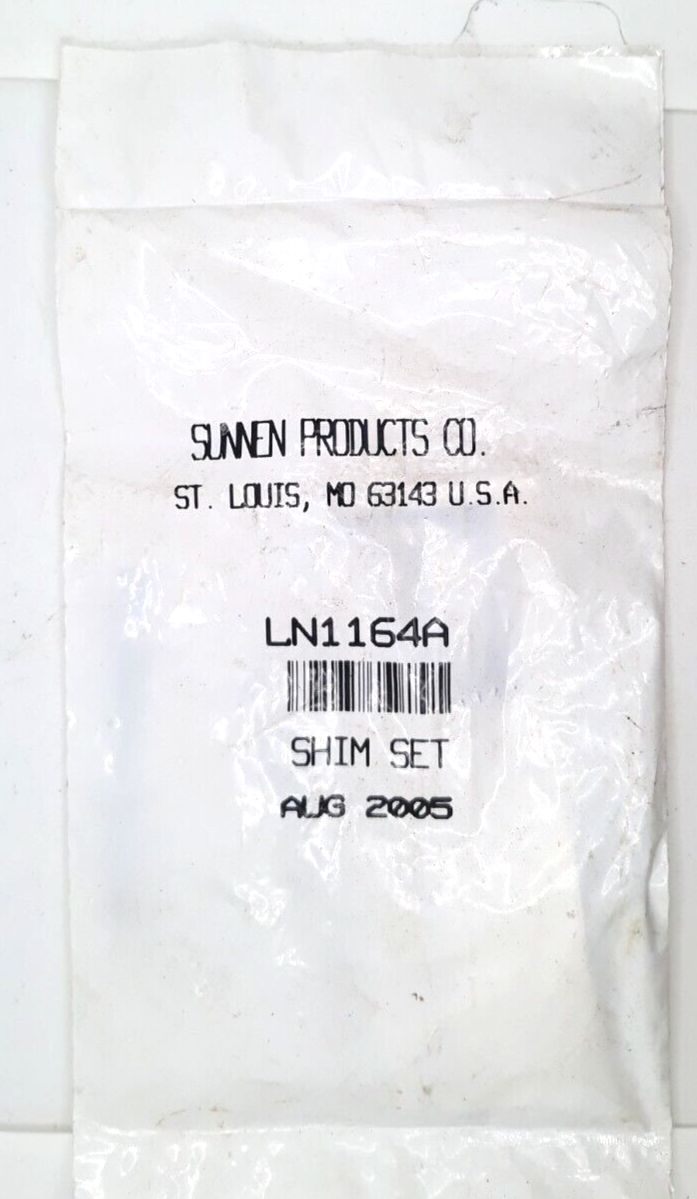 SUNNEN PRODUCTS CO.
ST. LOUIS, MO 63143 U.S.A.
LN1164A
SHIM SET
AUG 2005